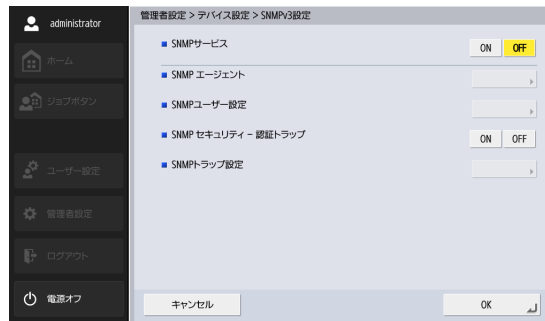 administrator
ホーム
ジョブボタン
ユーザー設定
管理者設定
ログアウト
電源オフ
管理者設定 > デバイス設定 > SNMPv3設定
SNMPサービス
ON OFF
SNMP エージェント
SNMPユーザー設定
SNMP セキュリティ － 認証トラップ
ON OFF
SNMPトラップ設定
キャンセル
OK